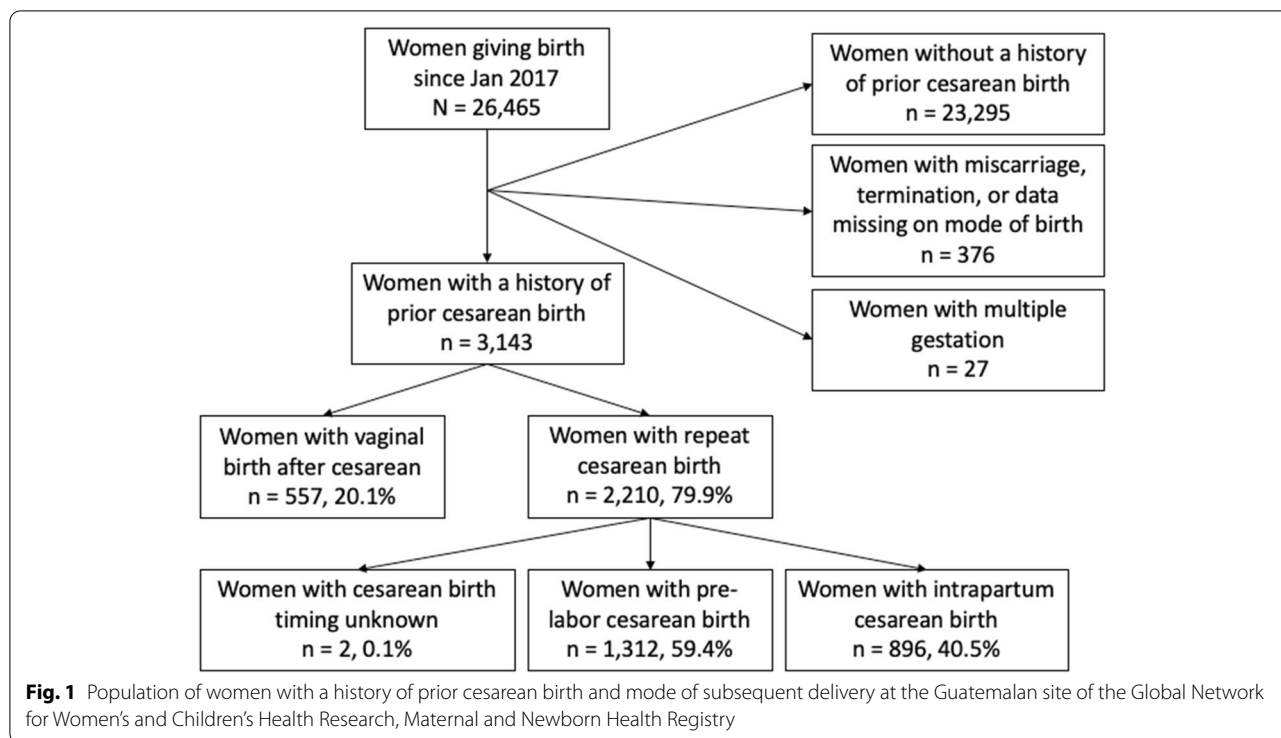 Women giving birth
since Jan 2017
N = 26,465
Women without a history
of prior cesarean birth
n = 23,295
Women with miscarriage,
termination, or data
missing on mode of birth
n = 376
Women with a history of
prior cesarean birth
n = 3,143
Women with multiple
gestation
n = 27
Women with vaginal
birth after cesarean
n = 557, 20.1%
Women with repeat
cesarean birth
n = 2,210, 79.9%
Women with cesarean birth
timing unknown
n = 2, 0.1%
Women with pre-
labor cesarean birth
n = 1,312, 59.4%
Women with intrapartum
cesarean birth
n = 896, 40.5%
Fig. 1 Population of women with a history of prior cesarean birth and mode of subsequent delivery at the Guatemalan site of the Global Network
for Women's and Children's Health Research, Maternal and Newborn Health Registry